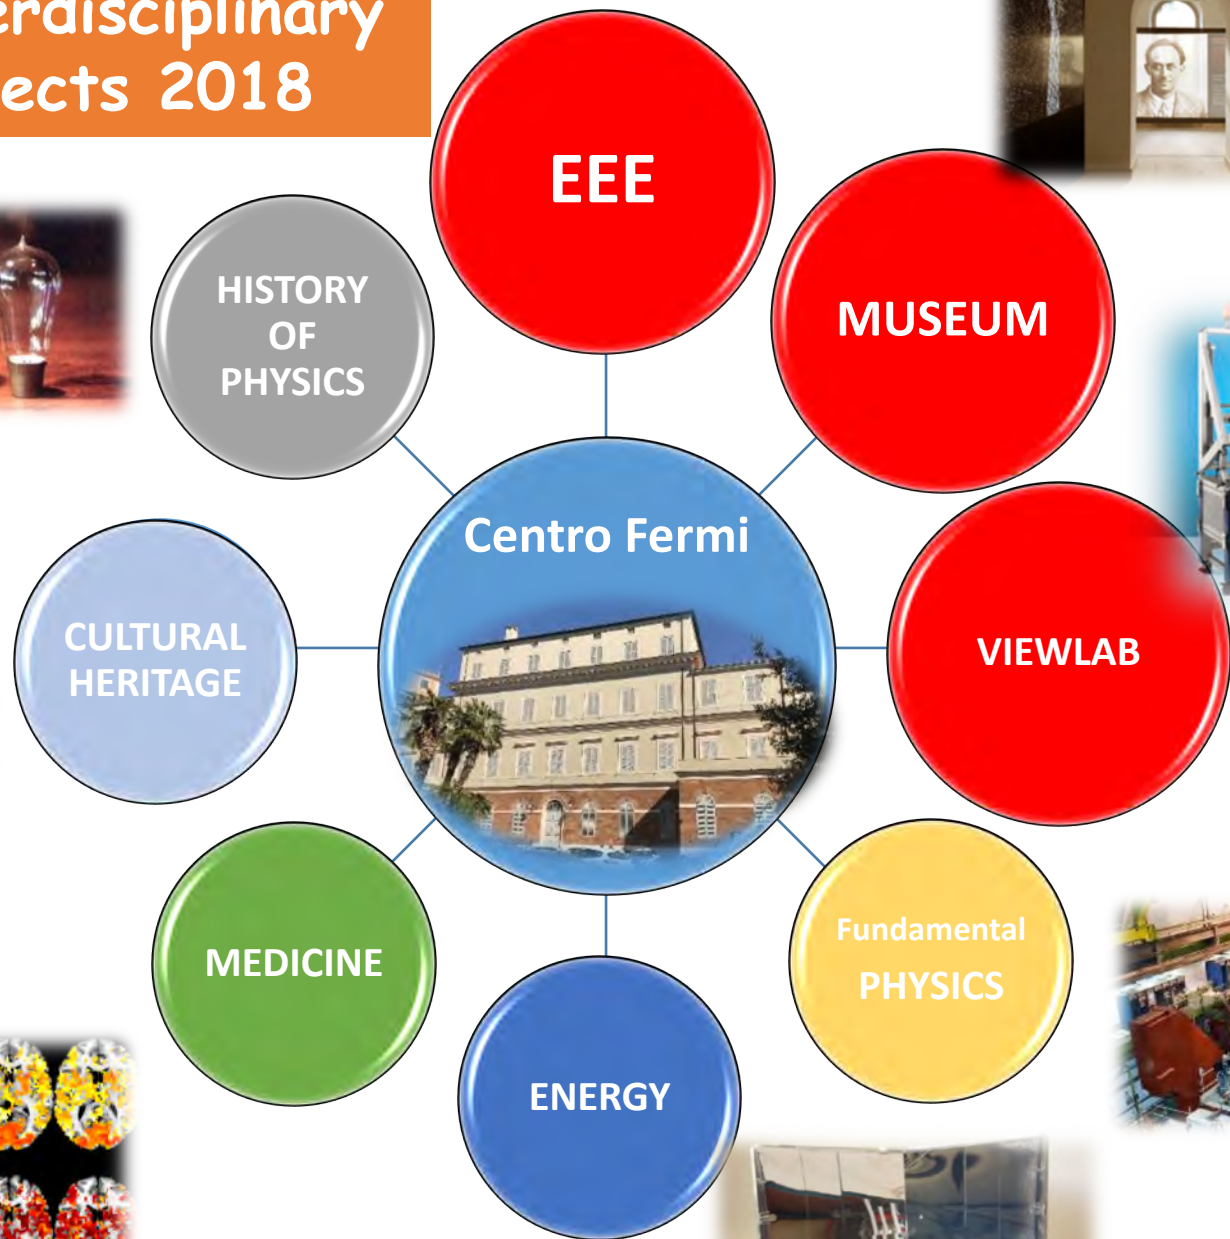 erdisciplinary
ects 2018
EEE
HISTORY
OF
PHYSICS
MUSEUM
Centro Fermi
CULTURAL
HERITAGE
VIEWLAB
Fundamental
PHYSICS
MEDICINE
ENERGY